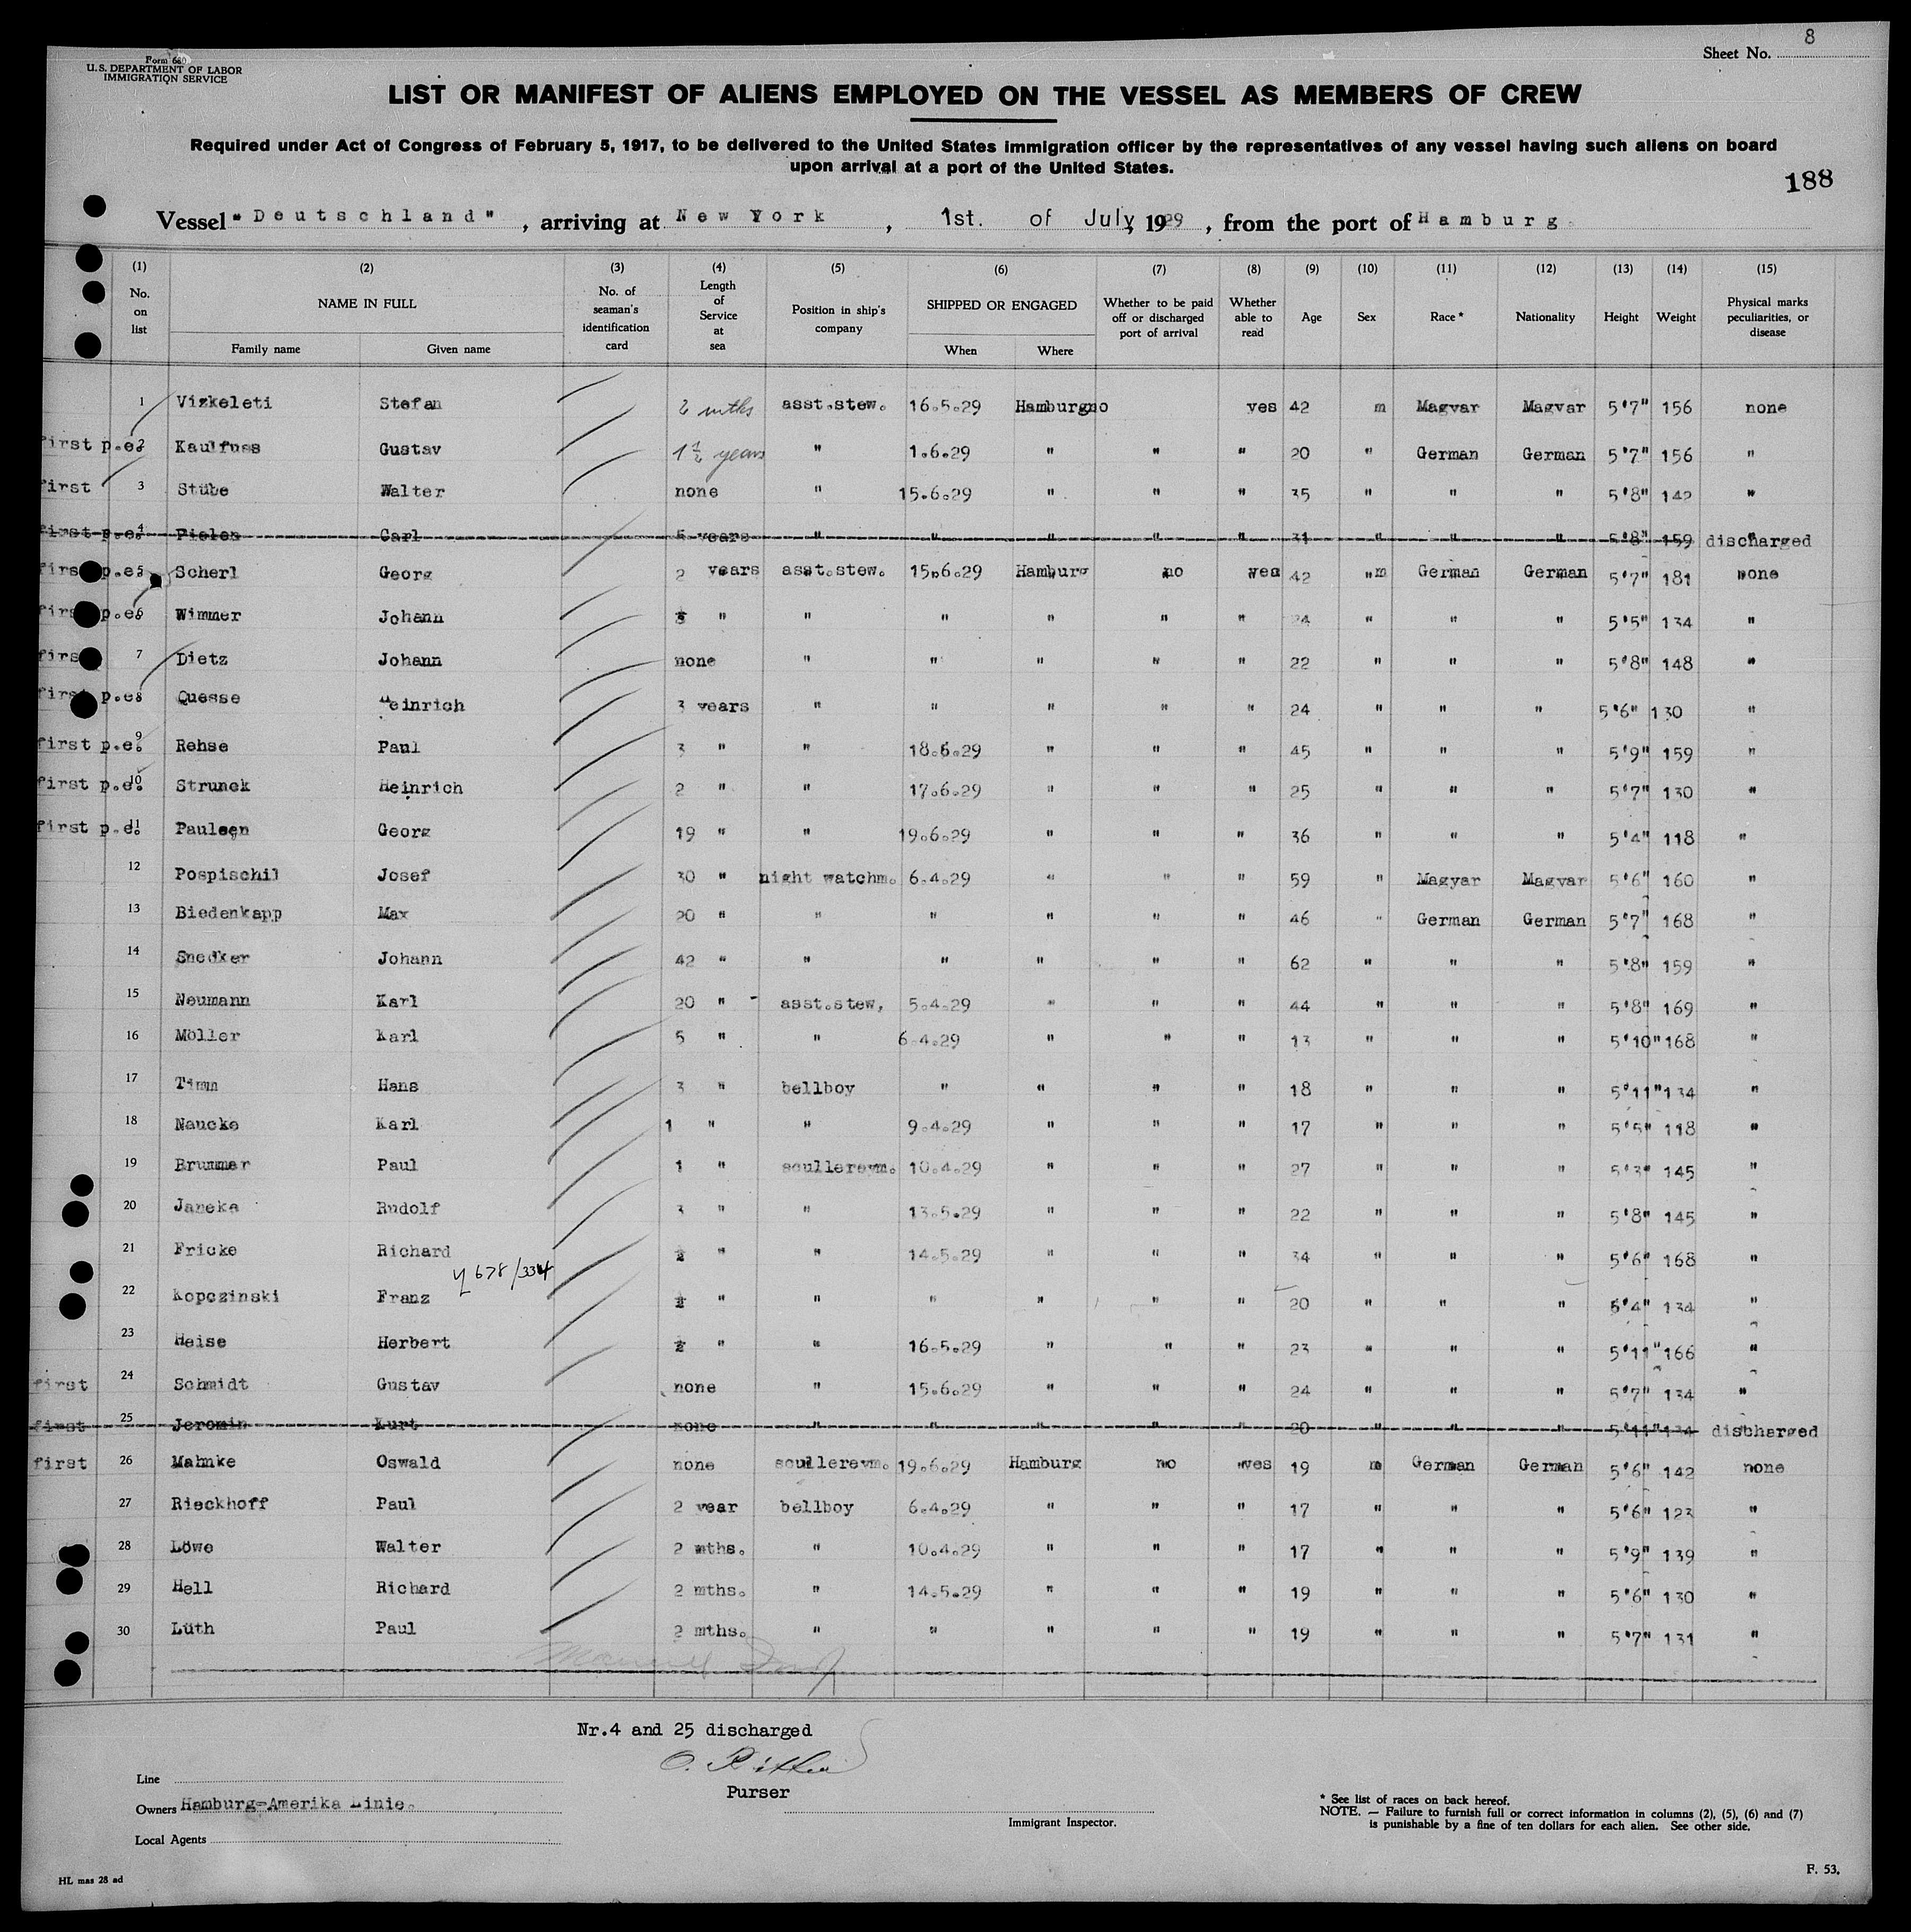 Sheet No. 8
Form 680
U.S. DEPARTMENT OF LABOR
IMMIGRATION SERVICE
LIST OR MANIFEST OF ALIENS EMPLOYED ON THE VESSEL AS MEMBERS OF CREW
Required under Act of Congress of February 5, 1917, to be delivered to the United States immigration officer by the representatives of any vessel having such aliens on board
upon arrival at a port of the United States.
188
Vessel "Deutschland", arriving at New York, 1st. of July, 1929, from the port of Hamburg.
(1) (2) (3) (4) (5) (6) (7) (8) (9) (10) (11) (12) (13) (14) (15)
No. on list NAME IN FULL No. of seaman's identification card Length of Service at sea Position in ship's company SHIPPED OR ENGAGED Whether to be paid off or discharged port of arrival Whether able to read Age Sex Race* Nationality Height Weight Physical marks peculiarities, or disease
Family name Given name When Where
1 Vizkeleti Stefan 2 mths asst.stew. 16.5.29 Hamburg no yes 42 m Magyar Magyar 5'7" 156 none
first p.e. 2 Kaulfuss Gustav 1½ years " 1.6.29 " " " 20 " German German 5'7" 156 "
first 3 Stübe Walter none " 15.6.29 " " " 35 " " " 5'8" 142 "
first p.e. 4 Pielen Carl 5 years " " " " " 31 " " " 5'8" 159 discharged
first p.e. 5 Scherl Georg 2 years asst.stew. 15.6.29 Hamburg no yes 42 m German German 5'7" 181 none
first p.e. 6 Wimmer Johann " " " " " " 24 " " " 5'5" 134 "
first 7 Dietz Johann none " " " " " 22 " " " 5'8" 148 "
first p.e. 8 Quesse Heinrich 3 years " " " " " 24 " " " 5'6" 130 "
first p.e. 9 Rehse Paul 3 " " 18.6.29 " " " 45 " " " 5'9" 159 "
first p.e. 10 Strunck Heinrich 2 " " 17.6.29 " " " 25 " " " 5'7" 130 "
first p.e. 11 Paulsen Georg 19 " " 19.6.29 " " " 36 " " " 5'4" 118 "
12 Pospischil Josef 30 " night watchm. 6.4.29 " " " 59 " Magyar Magyar 5'6" 160 "
13 Biedenkapp Max 20 " " " " " " 46 " German German 5'7" 168 "
14 Snedker Johann 42 " " " " " " 62 " " " 5'8" 159 "
15 Neumann Karl 20 " asst.stew. 5.4.29 " " " 44 " " " 5'8" 169 "
16 Möller Karl 5 " " 6.4.29 " " " 13 " " " 5'10" 168 "
17 Timm Hans 3 " bellboy " " " " 18 " " " 5'11" 134 "
18 Naucke Karl 1 " " 9.4.29 " " " 17 " " " 5'5" 118 "
19 Brummer Paul 1 " scullerym. 10.4.29 " " " 27 " " " 5'3" 145 "
20 Janeke Rudolf 3 " " 13.5.29 " " " 22 " " " 5'8" 145 "
21 Fricke Richard ½ " " 14.5.29 " " " 34 " " " 5'6" 168 "
4678/334
22 Kopczinski Franz ½ " " " " " " 20 " " " 5'4" 134 "
23 Heise Herbert ½ " " 16.5.29 " " " 23 " " " 5'11" 166 "
first 24 Schmidt Gustav none " 15.6.29 " " " 24 " " " 5'7" 134 "
first 25 Jeromin Kurt none " " " " " 20 " " " 5'11" 134 discharged
first 26 Mahnke Oswald none scullerym. 19.6.29 Hamburg no yes 19 m German German 5'6" 142 none
27 Rieckhoff Paul 2 year bellboy 6.4.29 " " " 17 " " " 5'6" 123 "
28 Löwe Walter 2 mths. " 10.4.29 " " " 17 " " " 5'9" 139 "
29 Hell Richard 2 mths. " 14.5.29 " " " 19 " " " 5'6" 130 "
30 Lüth Paul 2 mths. " " " " " 19 " " " 5'7" 131 "
Nr.4 and 25 discharged
Purser
Line
Owners Hamburg-Amerika Linie.
Local Agents
Immigrant Inspector.
* See list of races on back hereof.
NOTE. — Failure to furnish full or correct information in columns (2), (5), (6) and (7)
is punishable by a fine of ten dollars for each alien. See other side.
HL mas 28 ad
F. 53.